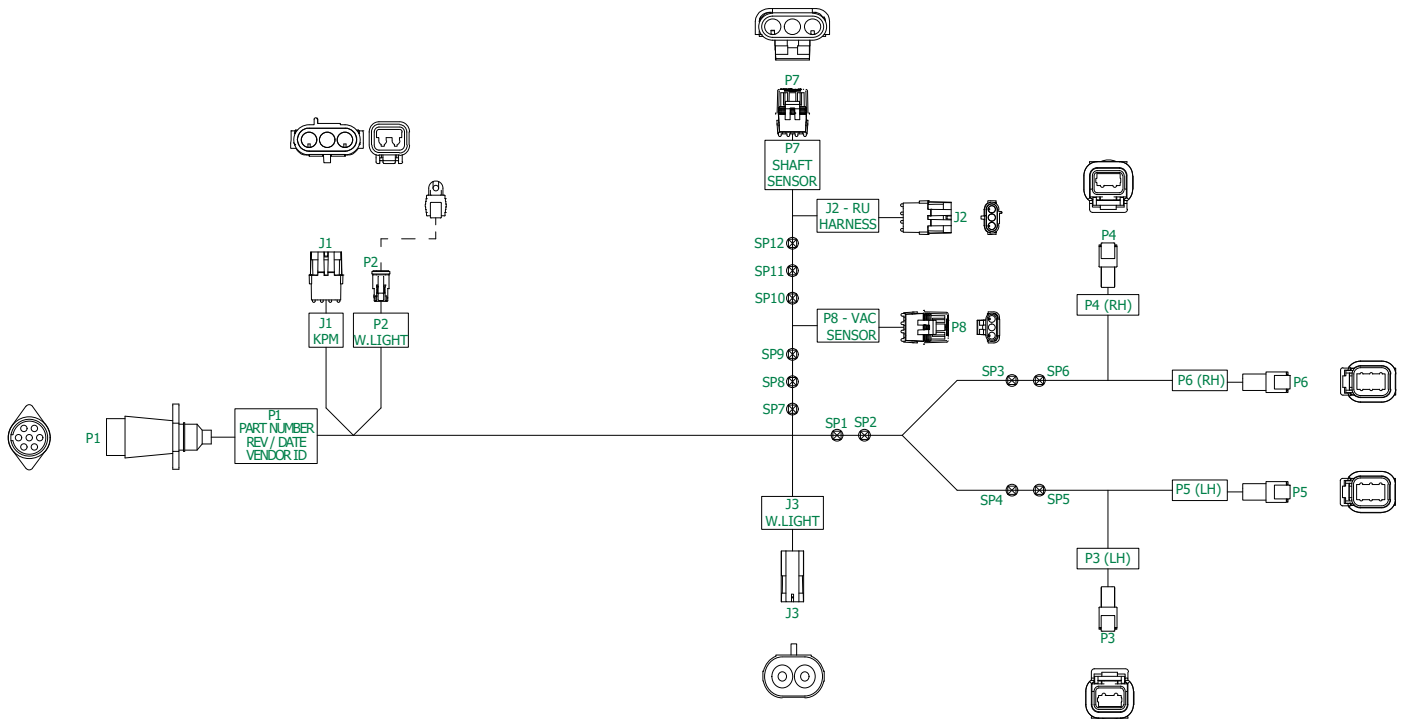 P7
P7
SHAFT
SENSOR
J2 - RU
HARNESS
J2
SP12
SP11
SP10
P8 - VAC
SENSOR
P8
SP9
SP8
SP7
J1
P2
J1
KPM
P2
W.LIGHT
P1
P1
PART NUMBER
REV / DATE
VENDOR ID
SP1
SP2
SP3
SP6
P4
P4 (RH)
P6 (RH)
P6
SP4
SP5
P5 (LH)
P5
P3 (LH)
P3
J3
W.LIGHT
J3